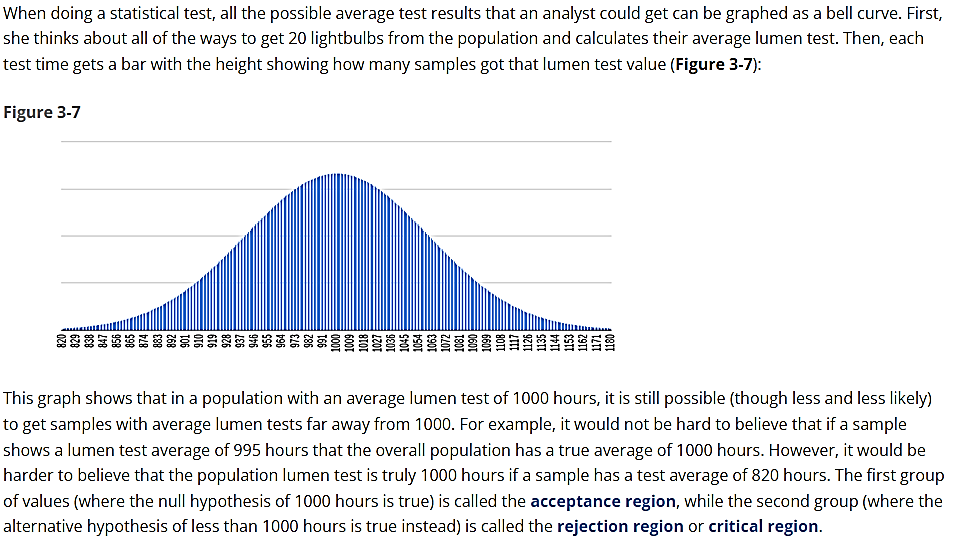 When doing a statistical test, all the possible average test results that an analyst could get can be graphed as a bell curve. First,
she thinks about all of the ways to get 20 lightbulbs from the population and calculates their average lumen test. Then, each
test time gets a bar with the height showing how many samples got that lumen test value (Figure 3-7):
Figure 3-7
820 829 838 847 856 865 874 883 892 901 910 919 928 937 946 955 964 973 982 991 1000 1009 1018 1027 1036 1045 1054 1063 1072 1081 1090 1099 1108 1117 1126 1135 1144 1153 1162 1171 1180
This graph shows that in a population with an average lumen test of 1000 hours, it is still possible (though less and less likely)
to get samples with average lumen tests far away from 1000. For example, it would not be hard to believe that if a sample
shows a lumen test average of 995 hours that the overall population has a true average of 1000 hours. However, it would be
harder to believe that the population lumen test is truly 1000 hours if a sample has a test average of 820 hours. The first group
of values (where the null hypothesis of 1000 hours is true) is called the acceptance region, while the second group (where the
alternative hypothesis of less than 1000 hours is true instead) is called the rejection region or critical region.